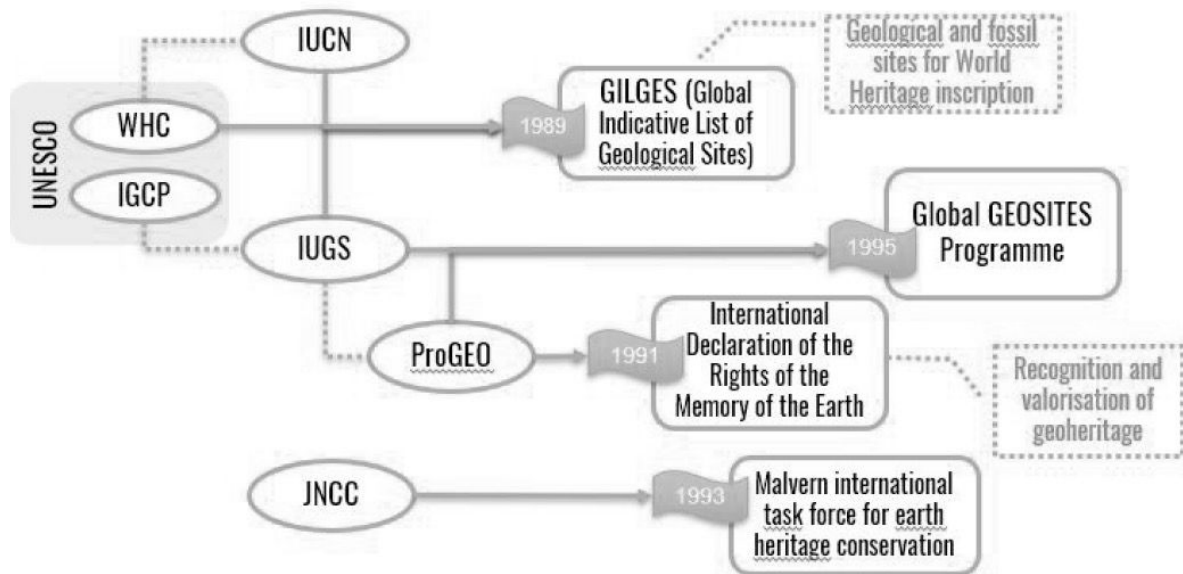 IUCN
UNESCO
WHC
IGCP
IUGS
ProGEO
JNCC
1989
GILGES (Global
Indicative List of
Geological Sites)
Geological and fossil
sites for World
Heritage inscription
1995
Global GEOSITES
Programme
1991
International
Declaration of the
Rights of the
Memory of the Earth
Recognition and
valorisation of
geoheritage
1993
Malvern international
task force for earth
heritage conservation